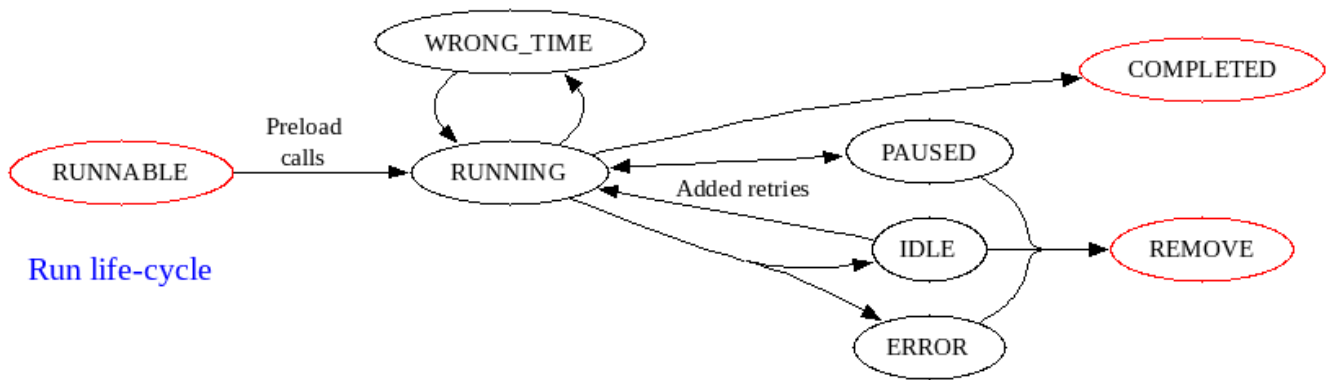 WRONG_TIME
COMPLETED
Preload
calls
RUNNABLE
RUNNING
PAUSED
Added retries
IDLE
REMOVE
Run life-cycle
ERROR